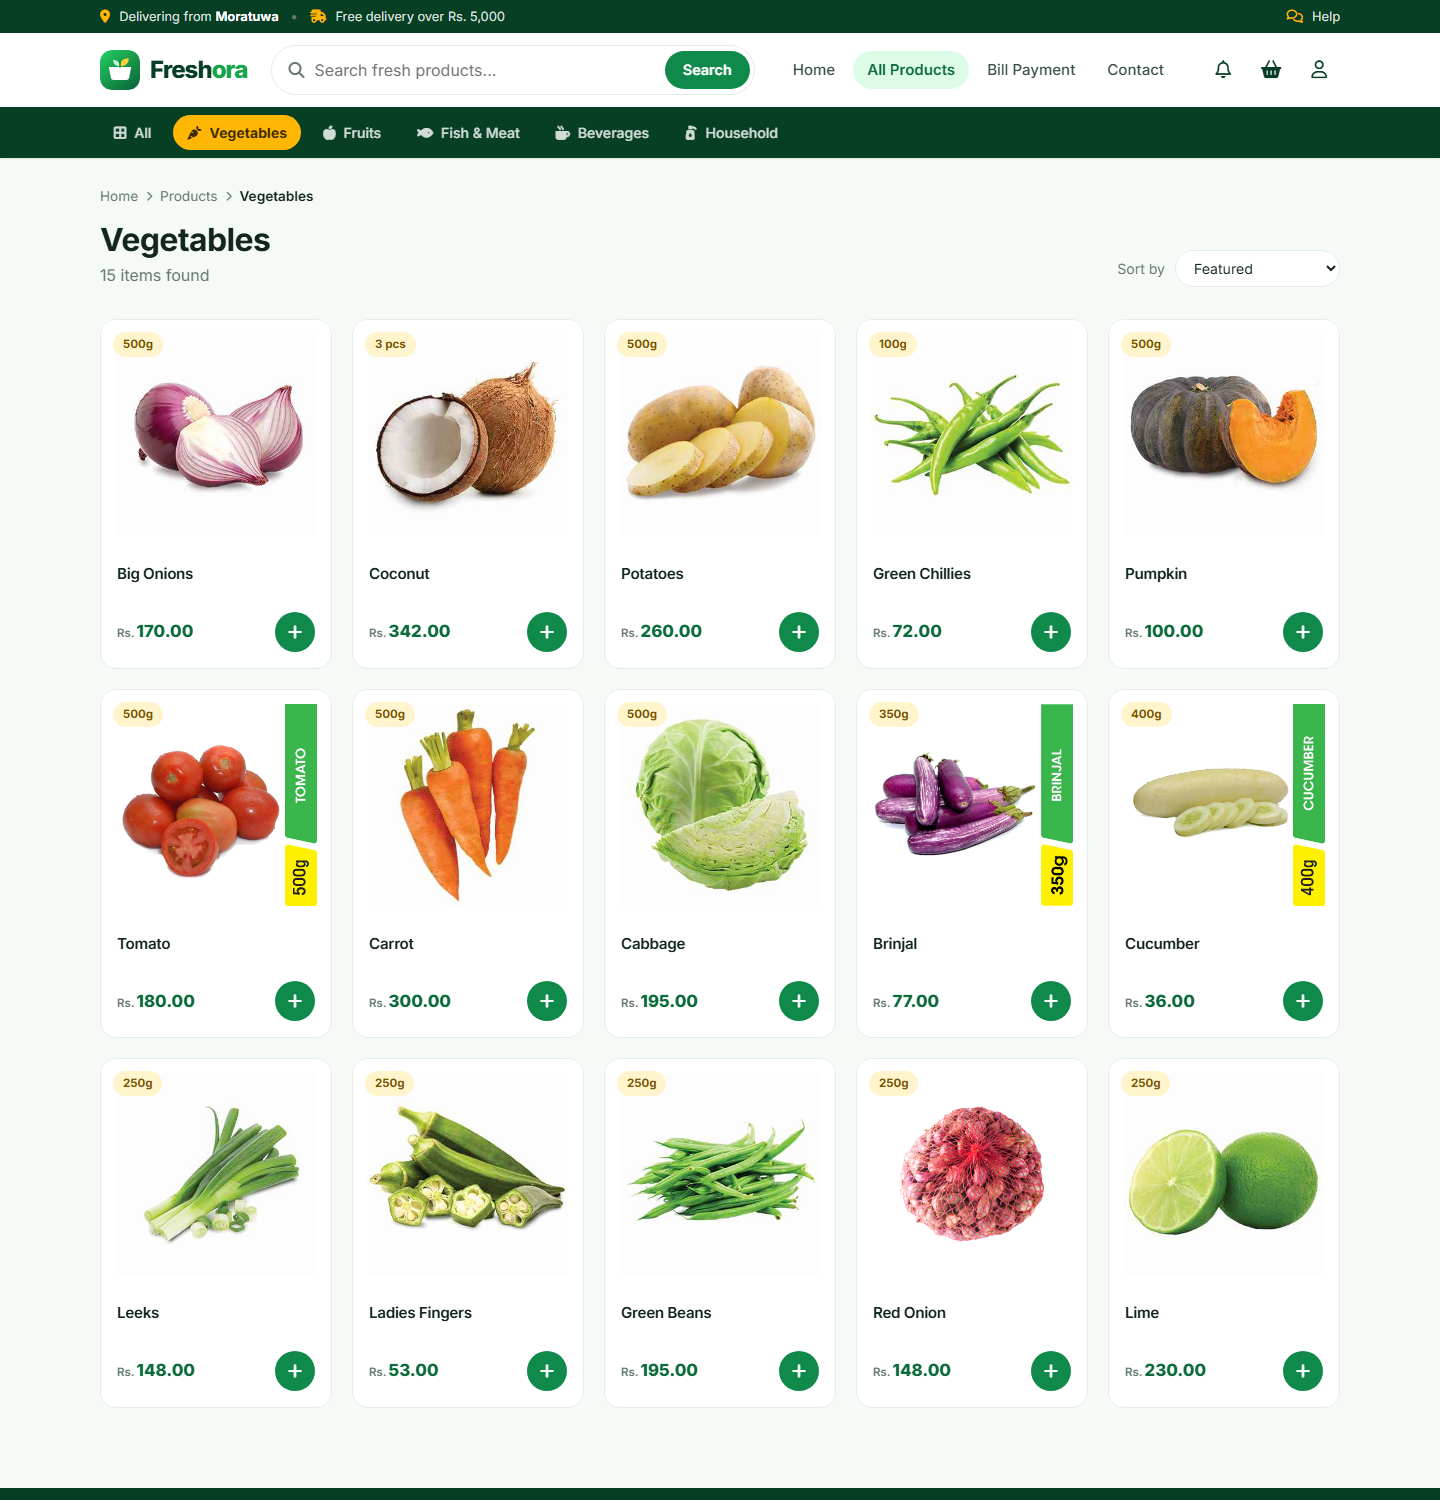 Delivering from Moratuwa • Free delivery over Rs. 5,000 Help
Freshora Search fresh products... Search Home All Products Bill Payment Contact
All Vegetables Fruits Fish & Meat Beverages Household
Home > Products > Vegetables
Vegetables
15 items found
Sort by Featured
500g
3 pcs
500g
100g
500g
Big Onions
Coconut
Potatoes
Green Chillies
Pumpkin
Rs. 170.00
Rs. 342.00
Rs. 260.00
Rs. 72.00
Rs. 100.00
500g
TOMATO
500g
500g
500g
350g
BRINJAL
350g
400g
CUCUMBER
400g
Tomato
Carrot
Cabbage
Brinjal
Cucumber
Rs. 180.00
Rs. 300.00
Rs. 195.00
Rs. 77.00
Rs. 36.00
250g
250g
250g
250g
250g
Leeks
Ladies Fingers
Green Beans
Red Onion
Lime
Rs. 148.00
Rs. 53.00
Rs. 195.00
Rs. 148.00
Rs. 230.00